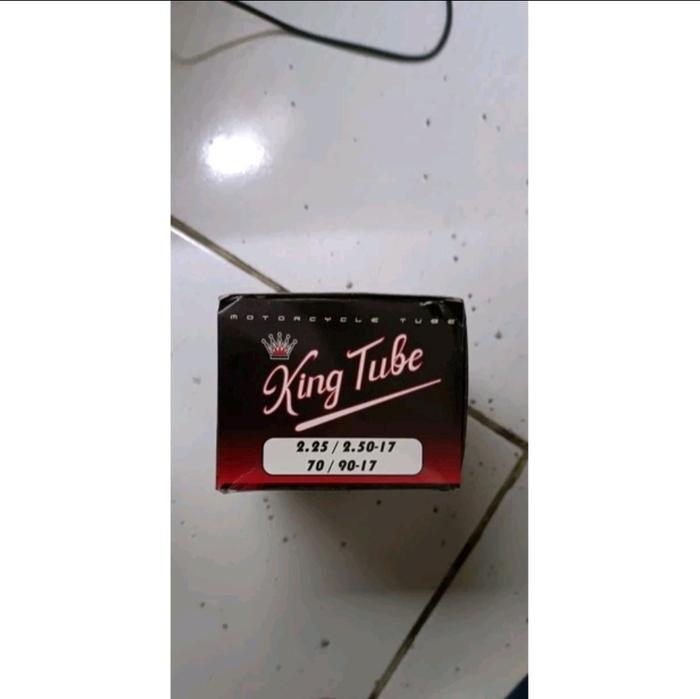 MOTORCYCLE TUBE
King Tube
2.25 / 2.50-17
70 / 90-17